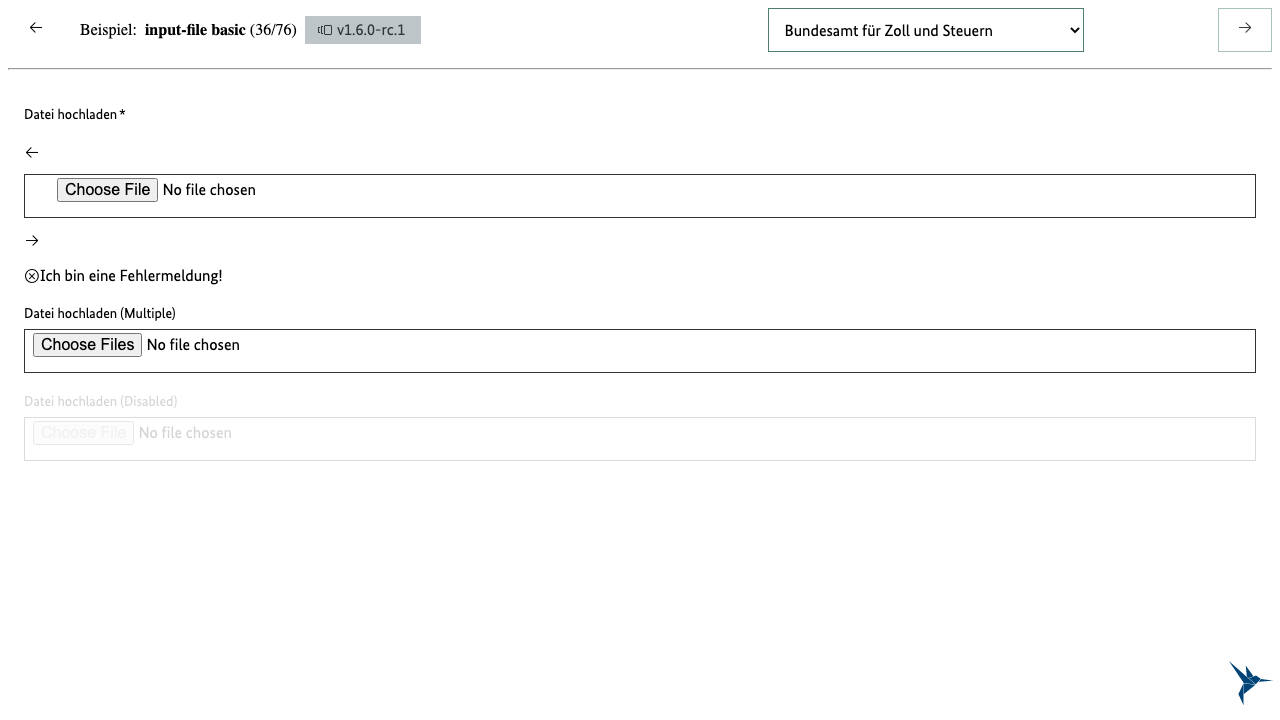 Beispiel: input-file basic (36/76) v1.6.0-rc.1 Bundesamt für Zoll und Steuern
Datei hochladen *
Choose File No file chosen
Ich bin eine Fehlermeldung!
Datei hochladen (Multiple)
Choose Files No file chosen
Datei hochladen (Disabled)
Choose File No file chosen